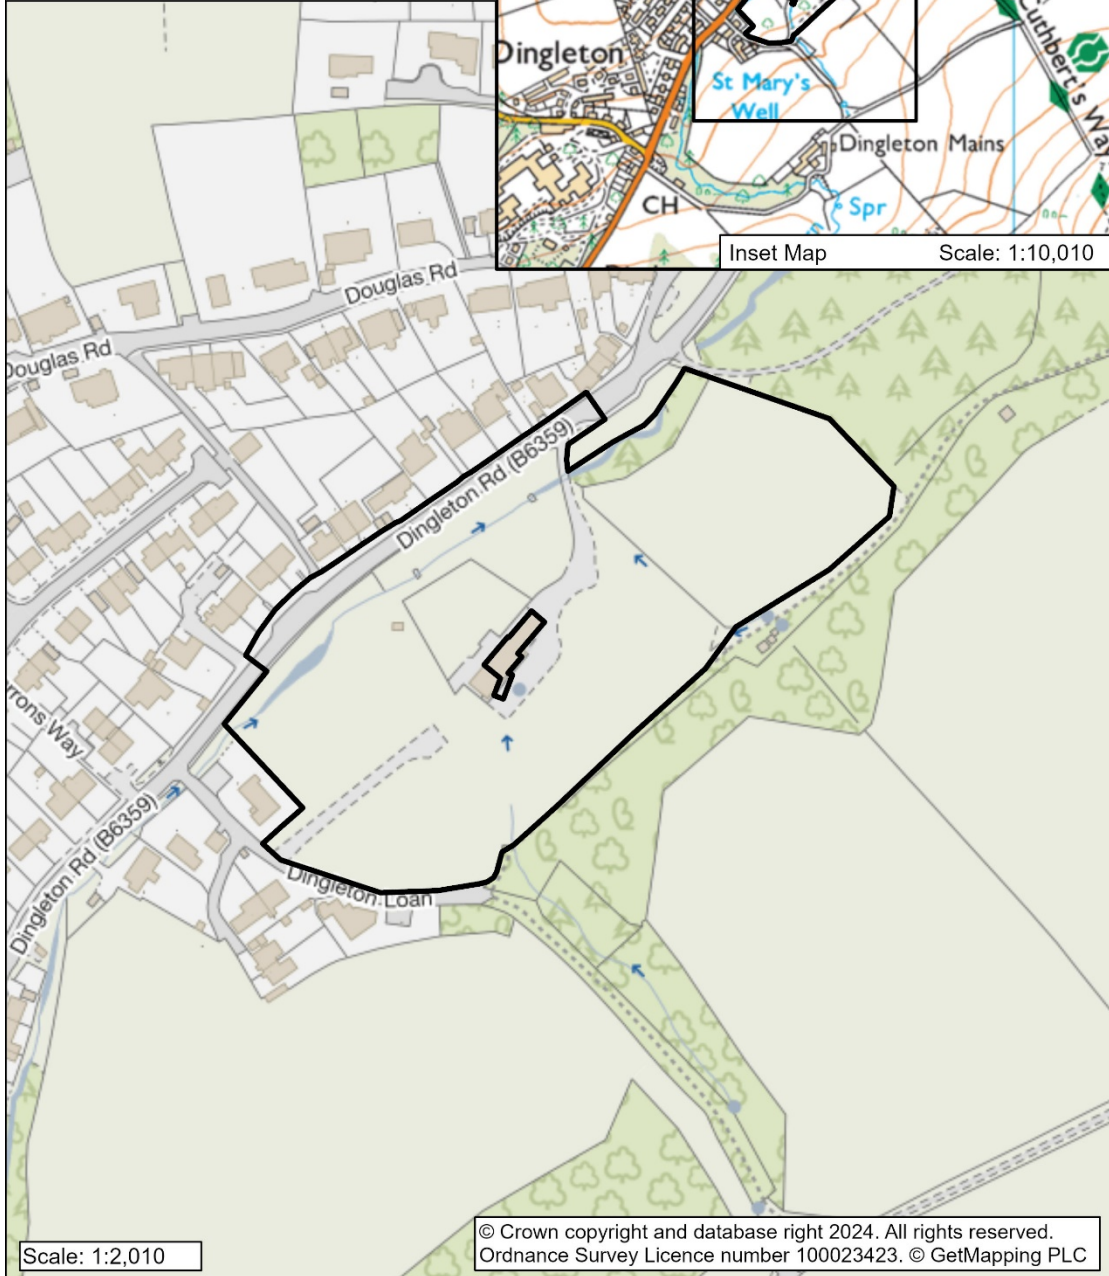 Dingleton
St Mary's
Well
Cuthbert's Way
Dingleton Mains
CH
Spr
Inset Map Scale: 1:10,010
Douglas Rd
Douglas Rd
Dingleton Rd (B6359)
Dingleton Rd (B6359)
Way
Dingleton Loan
Scale: 1:2,010
© Crown copyright and database right 2024. All rights reserved.
Ordnance Survey Licence number 100023423. © GetMapping PLC